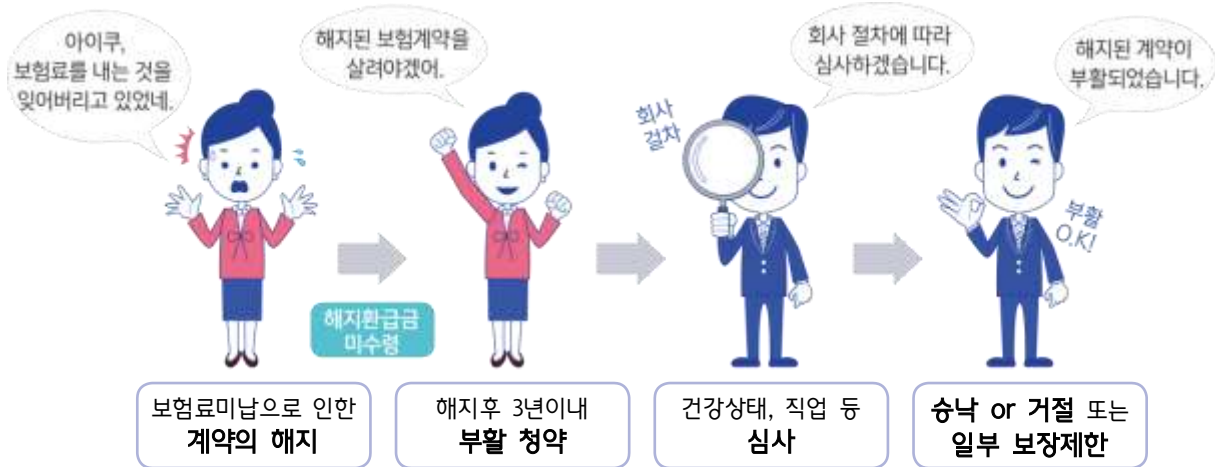 아이쿠,
보험료를 내는 것을
잊어버리고 있었네.
해지된 보험계약을
살려야겠어.
회사 절차에 따라
심사하겠습니다.
해지된 계약이
부활되었습니다.
회사
절차
부활
O.K!
해지환급금
미수령
보험료미납으로 인한
계약의 해지
해지후 3년이내
부활 청약
건강상태, 직업 등
심사
승낙 or 거절 또는
일부 보장제한